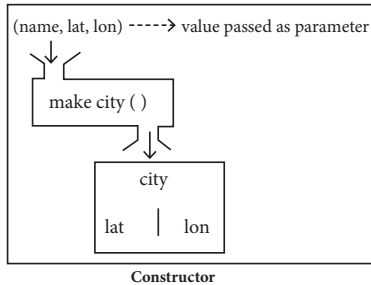 (name, lat, lon) value passed as parameter
make city ( )
city
lat lon
Constructor